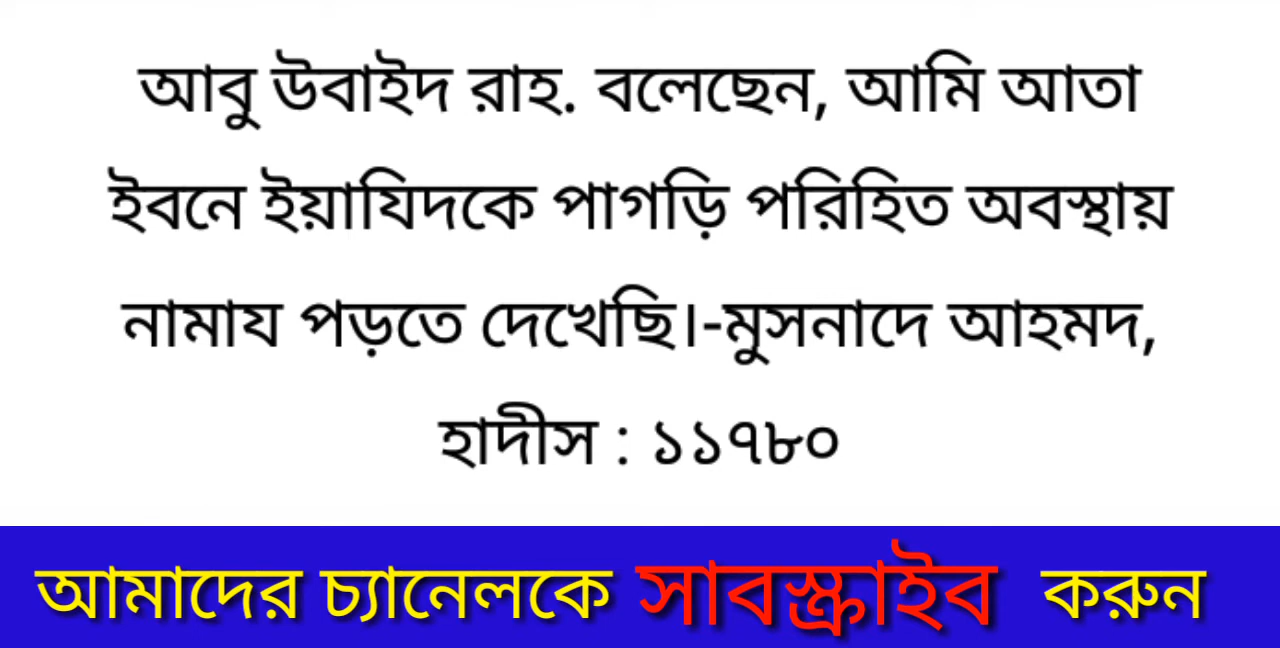 আবু উবাইদ রাহ. বলেছেন, আমি আতা
ইবনে ইয়াযিদকে পাগড়ি পরিহিত অবস্থায়
নামায পড়তে দেখেছি।-মুসনাদে আহমদ,
হাদীস : ১১৭৮০
আমাদের চ্যানেলকে সাবস্ক্রাইব করুন